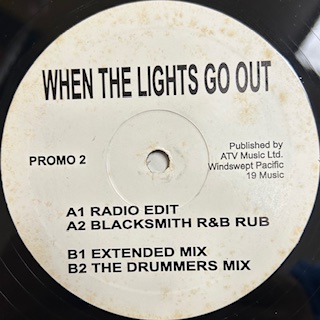 WHEN THE LIGHTS GO OUT
PROMO 2
Published by
ATV Music Ltd.
Windswept Pacific
19 Music
A1 RADIO EDIT
A2 BLACKSMITH R&B RUB
B1 EXTENDED MIX
B2 THE DRUMMERS MIX